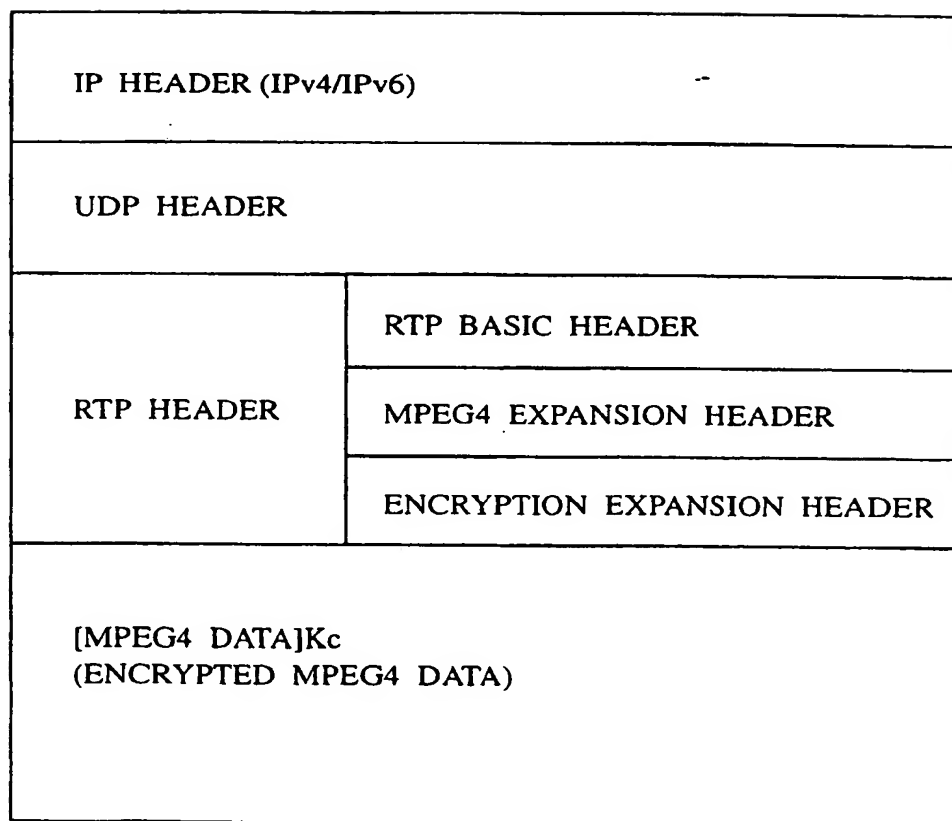 IP HEADER (IPv4/IPv6)
UDP HEADER
RTP HEADER
RTP BASIC HEADER
MPEG4 EXPANSION HEADER
ENCRYPTION EXPANSION HEADER
[MPEG4 DATA]Kc
(ENCRYPTED MPEG4 DATA)